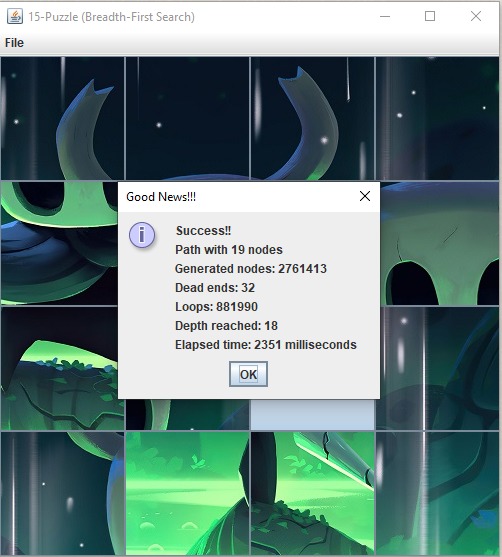 15-Puzzle (Breadth-First Search)
File
Good News!!!
Success!!
Path with 19 nodes
Generated nodes: 2761413
Dead ends: 32
Loops: 881990
Depth reached: 18
Elapsed time: 2351 milliseconds
OK